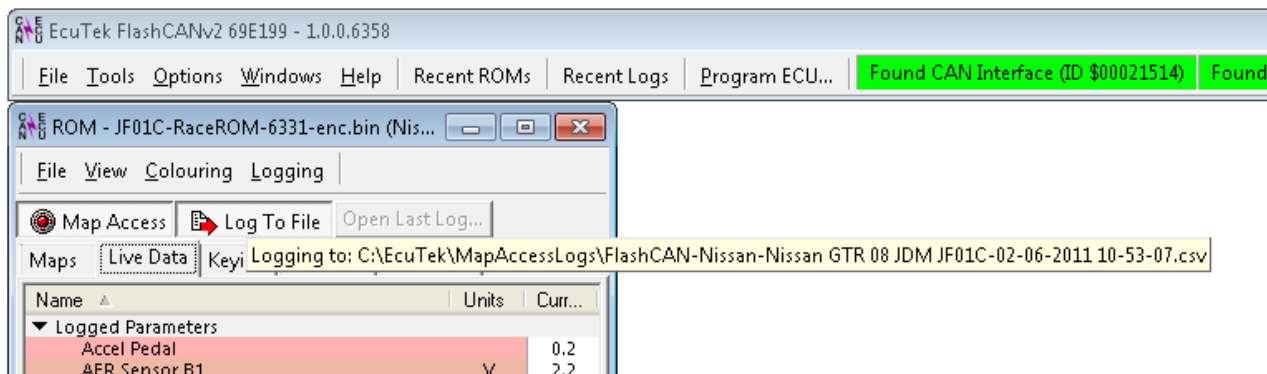 EcuTek FlashCANv2 69E199 - 1.0.0.6358
File Tools Options Windows Help Recent ROMs Recent Logs Program ECU... Found CAN Interface (ID $00021514) Found
ROM - JF01C-RaceROM-6331-enc.bin (Nis...
File View Colouring Logging
Map Access Log To File Open Last Log...
Maps Live Data Keyi
Logging to: C:\EcuTek\MapAccessLogs\FlashCAN-Nissan-Nissan GTR 08 JDM JF01C-02-06-2011 10-53-07.csv
Name Units Curr...
Logged Parameters
Accel Pedal 0.2
AFR Sensor B1 V 2.2